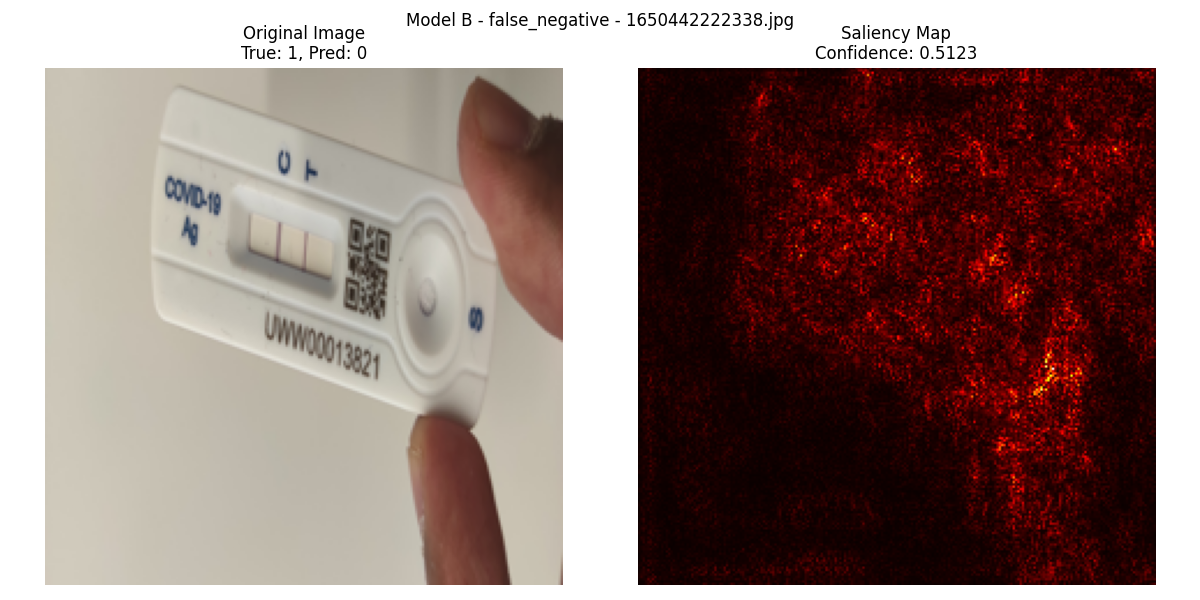 Model B - false_negative - 1650442222338.jpg
Original Image
True: 1, Pred: 0
Saliency Map
Confidence: 0.5123
C
T
COVID-19
Ag
S
UWW00013821